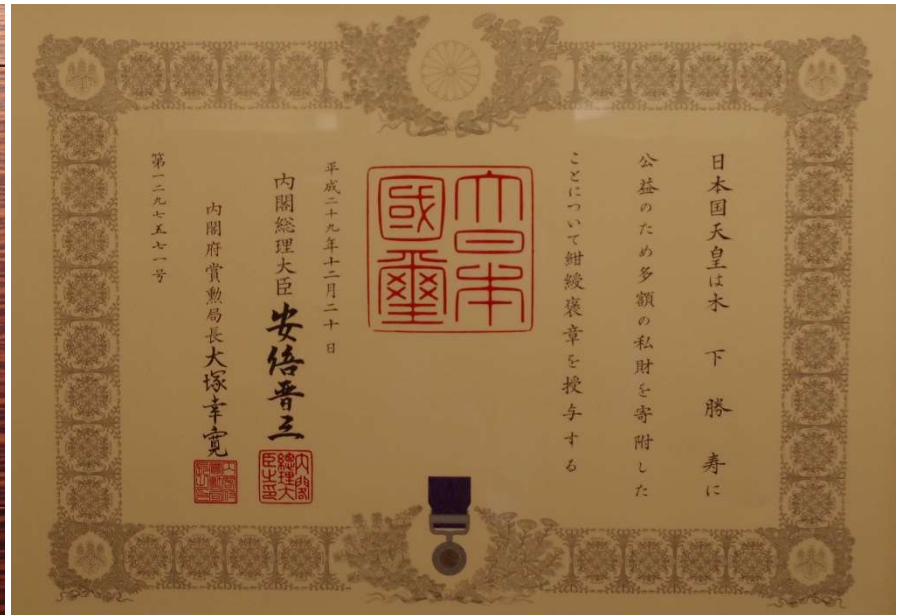 日本国天皇は木下勝寿に
公益のため多額の私財を寄附した
ことについて紺綬褒章を授与する
大日本
國璽
平成二十九年十二月二十日
内閣総理大臣 安倍晋三
内閣総理大臣之印
内閣府賞勲局長 大塚幸寛
第一二九七五七一号